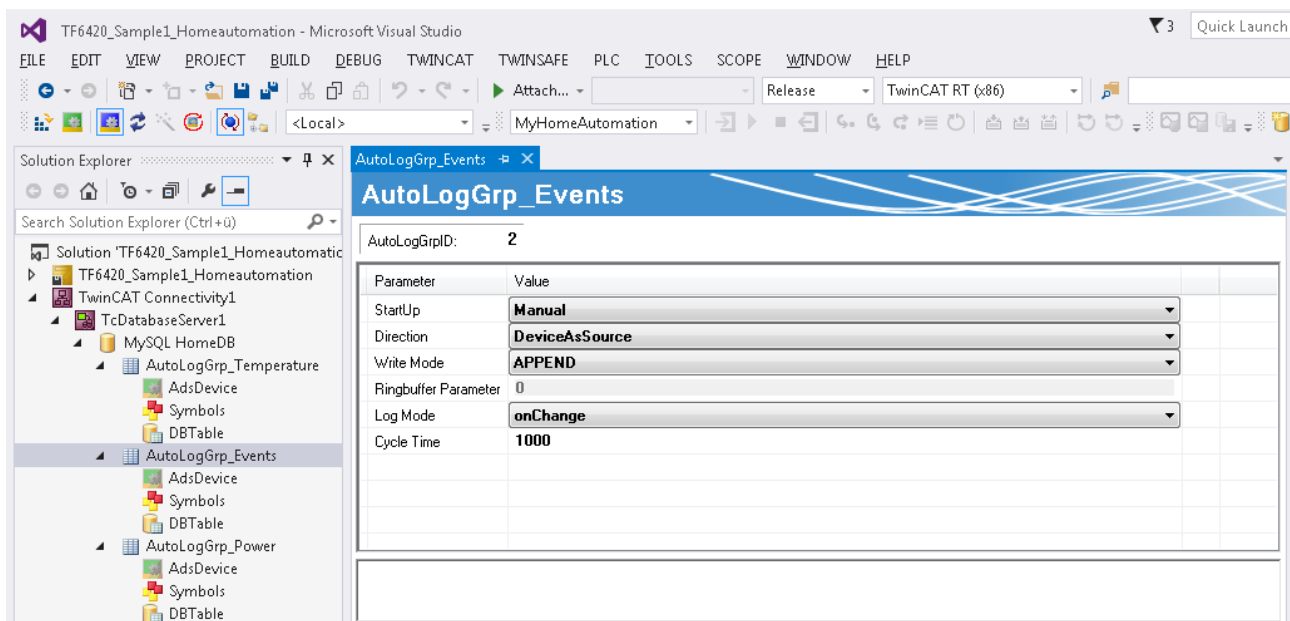 TF6420_Sample1_Homeautomation - Microsoft Visual Studio
3
Quick Launch
FILE EDIT VIEW PROJECT BUILD DEBUG TWINCAT TWINSAFE PLC TOOLS SCOPE WINDOW HELP
Attach... Release TwinCAT RT (x86)
<Local> MyHomeAutomation
Solution Explorer
Search Solution Explorer (Ctrl+ü)
Solution 'TF6420_Sample1_Homeautomatic
TF6420_Sample1_Homeautomation
TwinCAT Connectivity1
TcDatabaseServer1
MySQL HomeDB
AutoLogGrp_Temperature
AdsDevice
Symbols
DBTable
AutoLogGrp_Events
AdsDevice
Symbols
DBTable
AutoLogGrp_Power
AdsDevice
Symbols
DBTable
AutoLogGrp_Events
AutoLogGrp_Events
AutoLogGrpID: 2
Parameter Value
StartUp Manual
Direction DeviceAsSource
Write Mode APPEND
Ringbuffer Parameter 0
Log Mode onChange
Cycle Time 1000